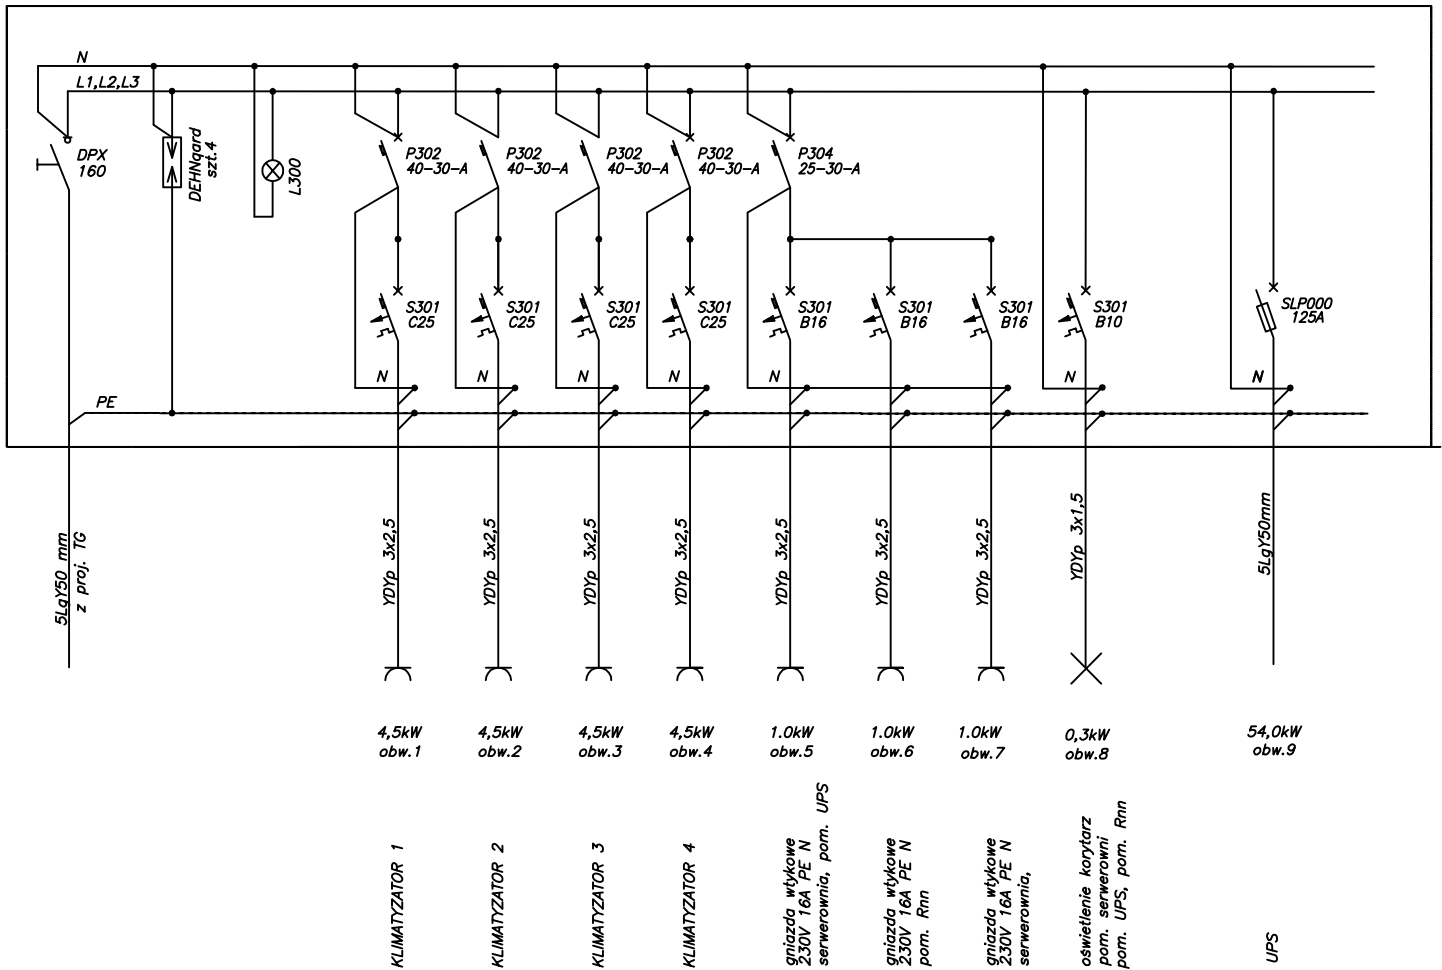 N
L1,L2,L3
DPX
160
DEHNgard
szt.4
L300
P302
40-30-A
P302
40-30-A
P302
40-30-A
P302
40-30-A
P304
25-30-A
S301
C25
S301
C25
S301
C25
S301
C25
S301
B16
S301
B16
S301
B16
S301
B10
SLP000
125A
N
N
N
N
N
N
N
PE
5LgY50 mm
z proj. TG
YDYp 3x2,5
YDYp 3x2,5
YDYp 3x2,5
YDYp 3x2,5
YDYp 3x2,5
YDYp 3x2,5
YDYp 3x2,5
YDYp 3x1,5
5LgY50mm
4,5kW
obw.1
4,5kW
obw.2
4,5kW
obw.3
4,5kW
obw.4
1.0kW
obw.5
1.0kW
obw.6
1.0kW
obw.7
0,3kW
obw.8
54,0kW
obw.9
KLIMATYZATOR 1
KLIMATYZATOR 2
KLIMATYZATOR 3
KLIMATYZATOR 4
gniazda wtykowe
230V 16A PE N
serwerownia, pom. UPS
gniazda wtykowe
230V 16A PE N
pom. Rnn
gniazda wtykowe
230V 16A PE N
serwerownia,
oświetlenie korytarz
pom. serwerowni
pom. UPS, pom. Rnn
UPS